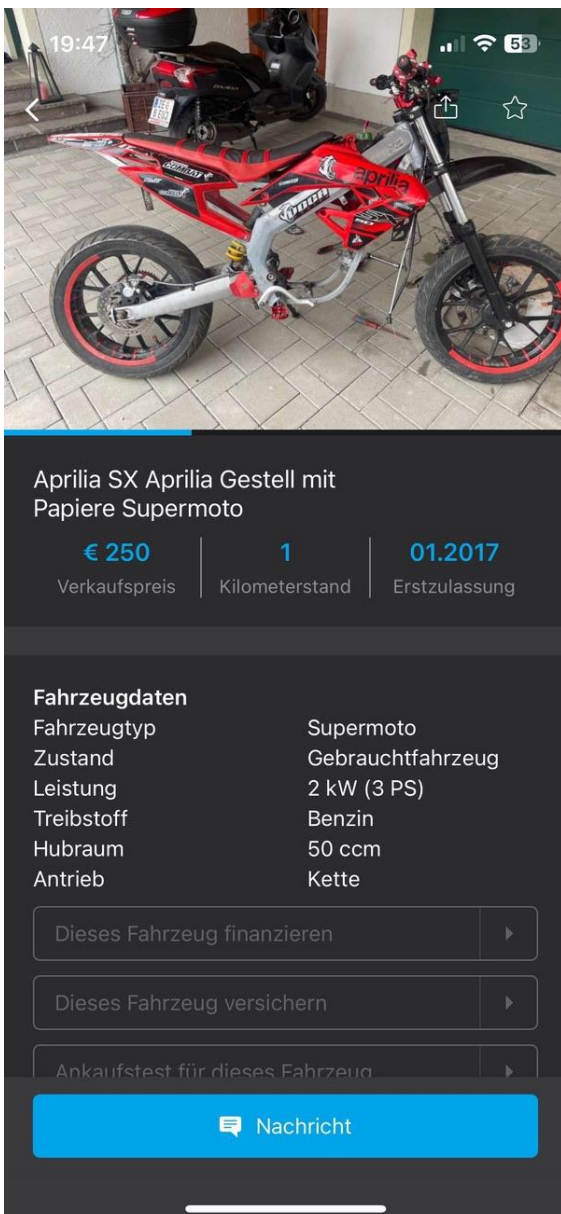 19:47
53
aprilia
COMBAT
Aprilia SX Aprilia Gestell mit
Papiere Supermoto
€ 250
1
01.2017
Verkaufspreis
Kilometerstand
Erstzulassung
Fahrzeugdaten
Fahrzeugtyp Supermoto
Zustand Gebrauchtfahrzeug
Leistung 2 kW (3 PS)
Treibstoff Benzin
Hubraum 50 ccm
Antrieb Kette
Dieses Fahrzeug finanzieren
Dieses Fahrzeug versichern
Ankaufstest für dieses Fahrzeug
Nachricht